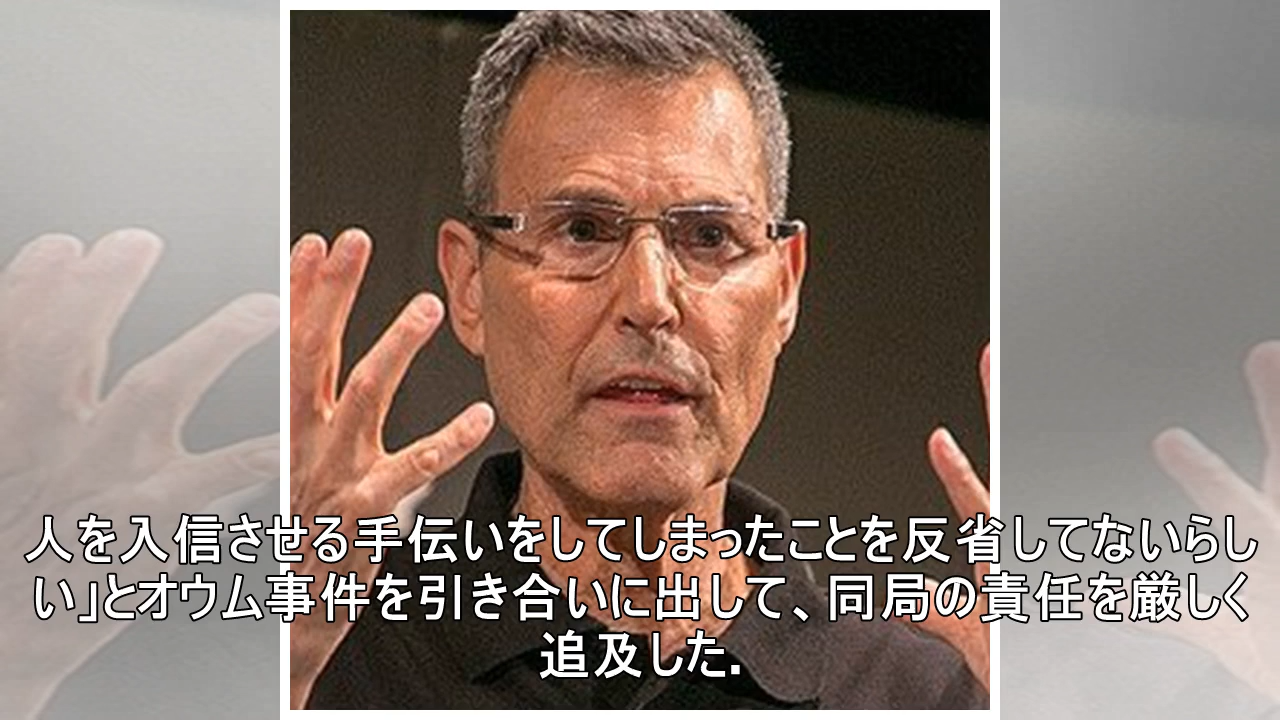 人を入信させる手伝いをしてしまったことを反省してないらし
い」とオウム事件を引き合いに出して、同局の責任を厳しく
追及した.